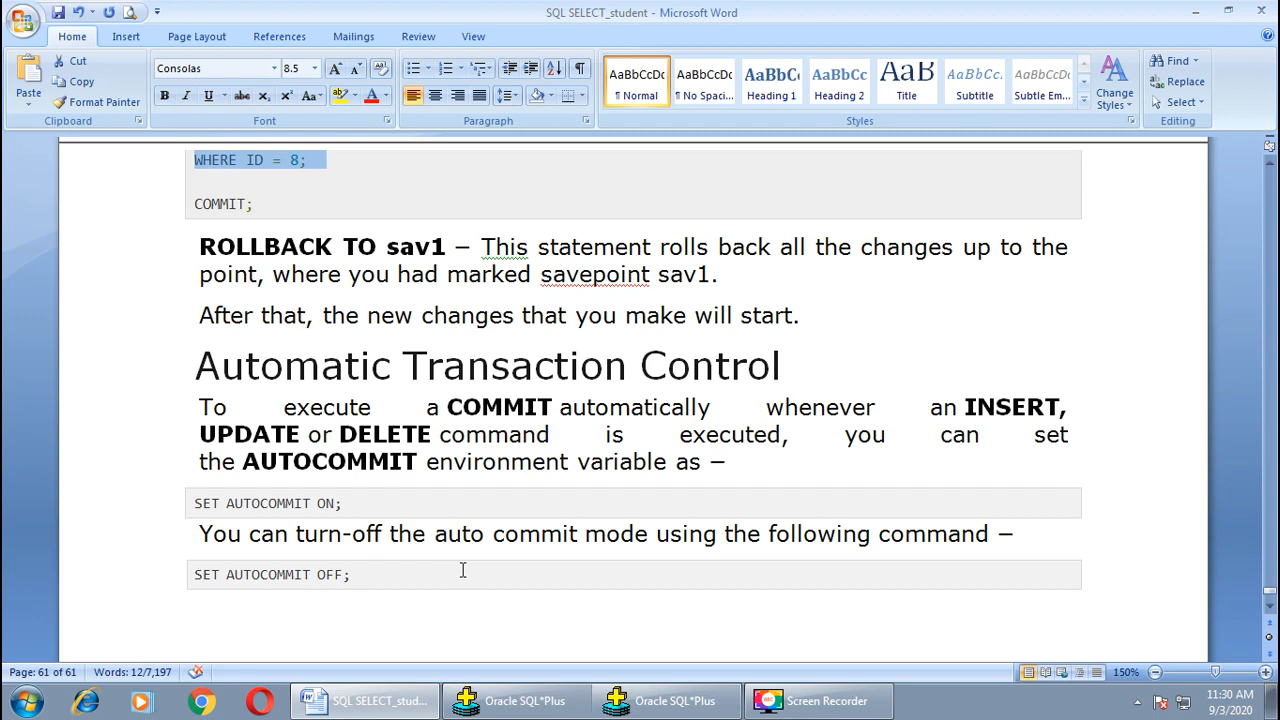 SQL SELECT_student - Microsoft Word
Home Insert Page Layout References Mailings Review View
Paste
Cut
Copy
Format Painter
Clipboard
Consolas 8.5
Font
Paragraph
AaBbCcDc AaBbCcDc AaBbC AaBbCc AaB AaBbCc. AaBbCcDc
¶ Normal ¶ No Spaci... Heading 1 Heading 2 Title Subtitle Subtle Em...
Change Styles
Styles
Find
Replace
Select
Editing
WHERE ID = 8;
COMMIT;
ROLLBACK TO sav1 − This statement rolls back all the changes up to the
point, where you had marked savepoint sav1.
After that, the new changes that you make will start.
Automatic Transaction Control
To execute a COMMIT automatically whenever an INSERT,
UPDATE or DELETE command is executed, you can set
the AUTOCOMMIT environment variable as −
SET AUTOCOMMIT ON;
You can turn-off the auto commit mode using the following command −
SET AUTOCOMMIT OFF;
Page: 61 of 61 Words: 12/7,197 150%
SQL SELECT_stud... Oracle SQL*Plus Oracle SQL*Plus Screen Recorder
11:30 AM
9/3/2020